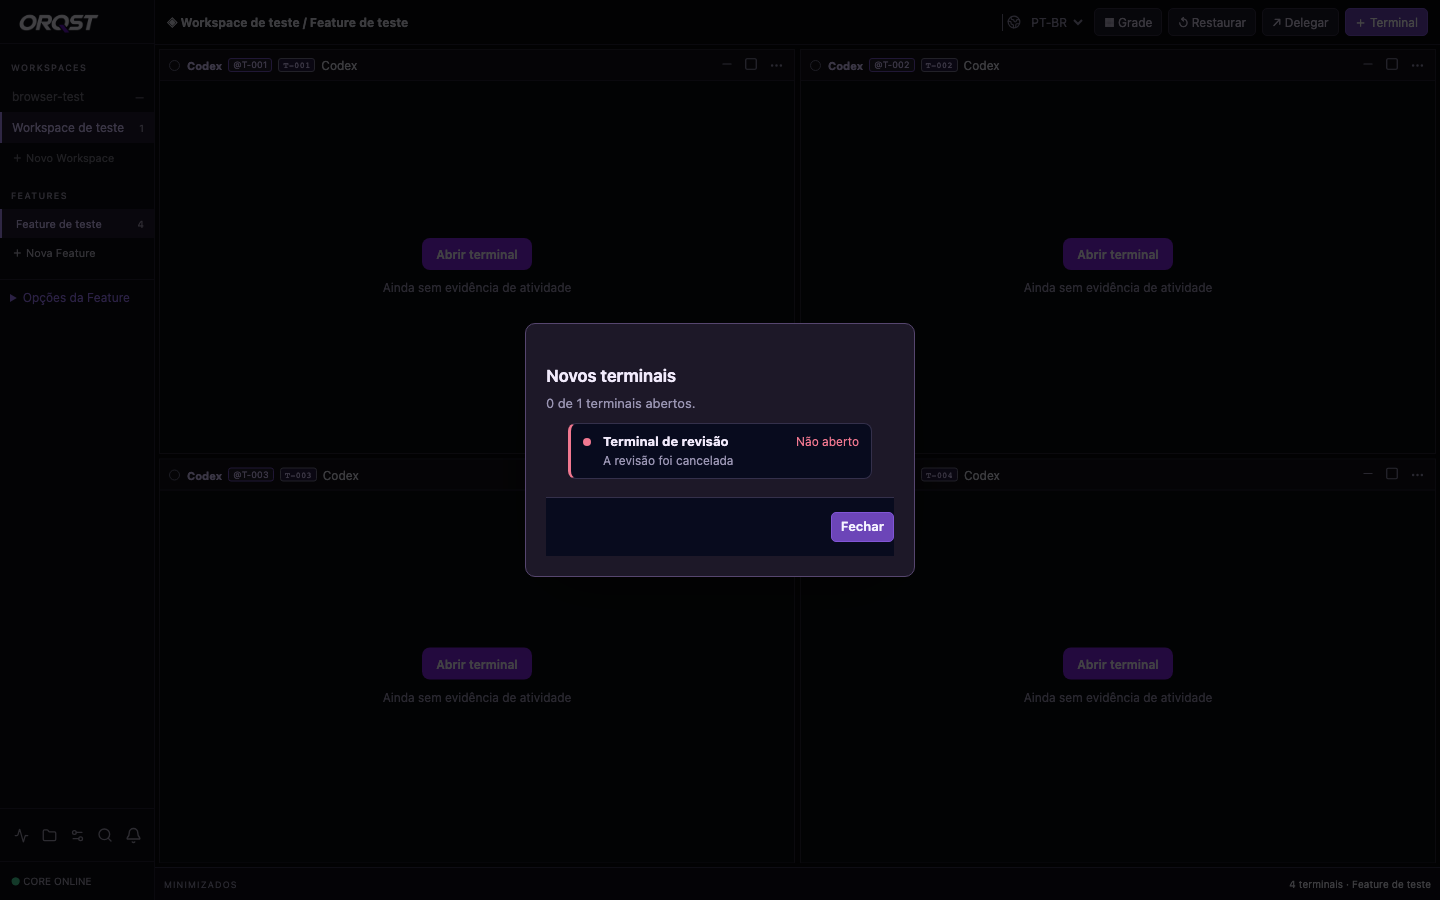 OROST
◈ Workspace de teste / Feature de teste
PT-BR
Grade
Restaurar
Delegar
+ Terminal
WORKSPACES
browser-test
Workspace de teste 1
+ Novo Workspace
FEATURES
Feature de teste 4
+ Nova Feature
Opções da Feature
Codex @T-001 T-001 Codex
Abrir terminal
Ainda sem evidência de atividade
Codex @T-002 T-002 Codex
Abrir terminal
Ainda sem evidência de atividade
Novos terminais
0 de 1 terminais abertos.
Terminal de revisão Não aberto
A revisão foi cancelada
Fechar
Codex @T-003 T-003 Codex
Abrir terminal
Ainda sem evidência de atividade
T-004 Codex
Abrir terminal
Ainda sem evidência de atividade
CORE ONLINE
MINIMIZADOS
4 terminais · Feature de teste